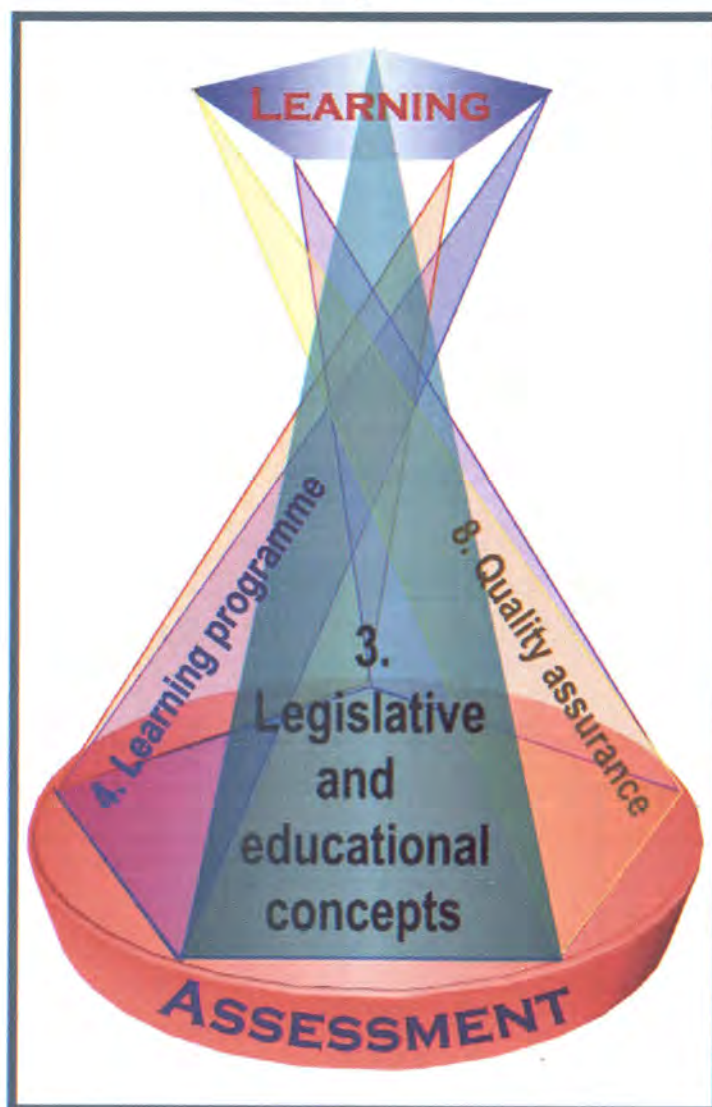 LEARNING
4. Learning programme
8. Quality assurance
3.
Legislative
and
educational
concepts
ASSESSMENT